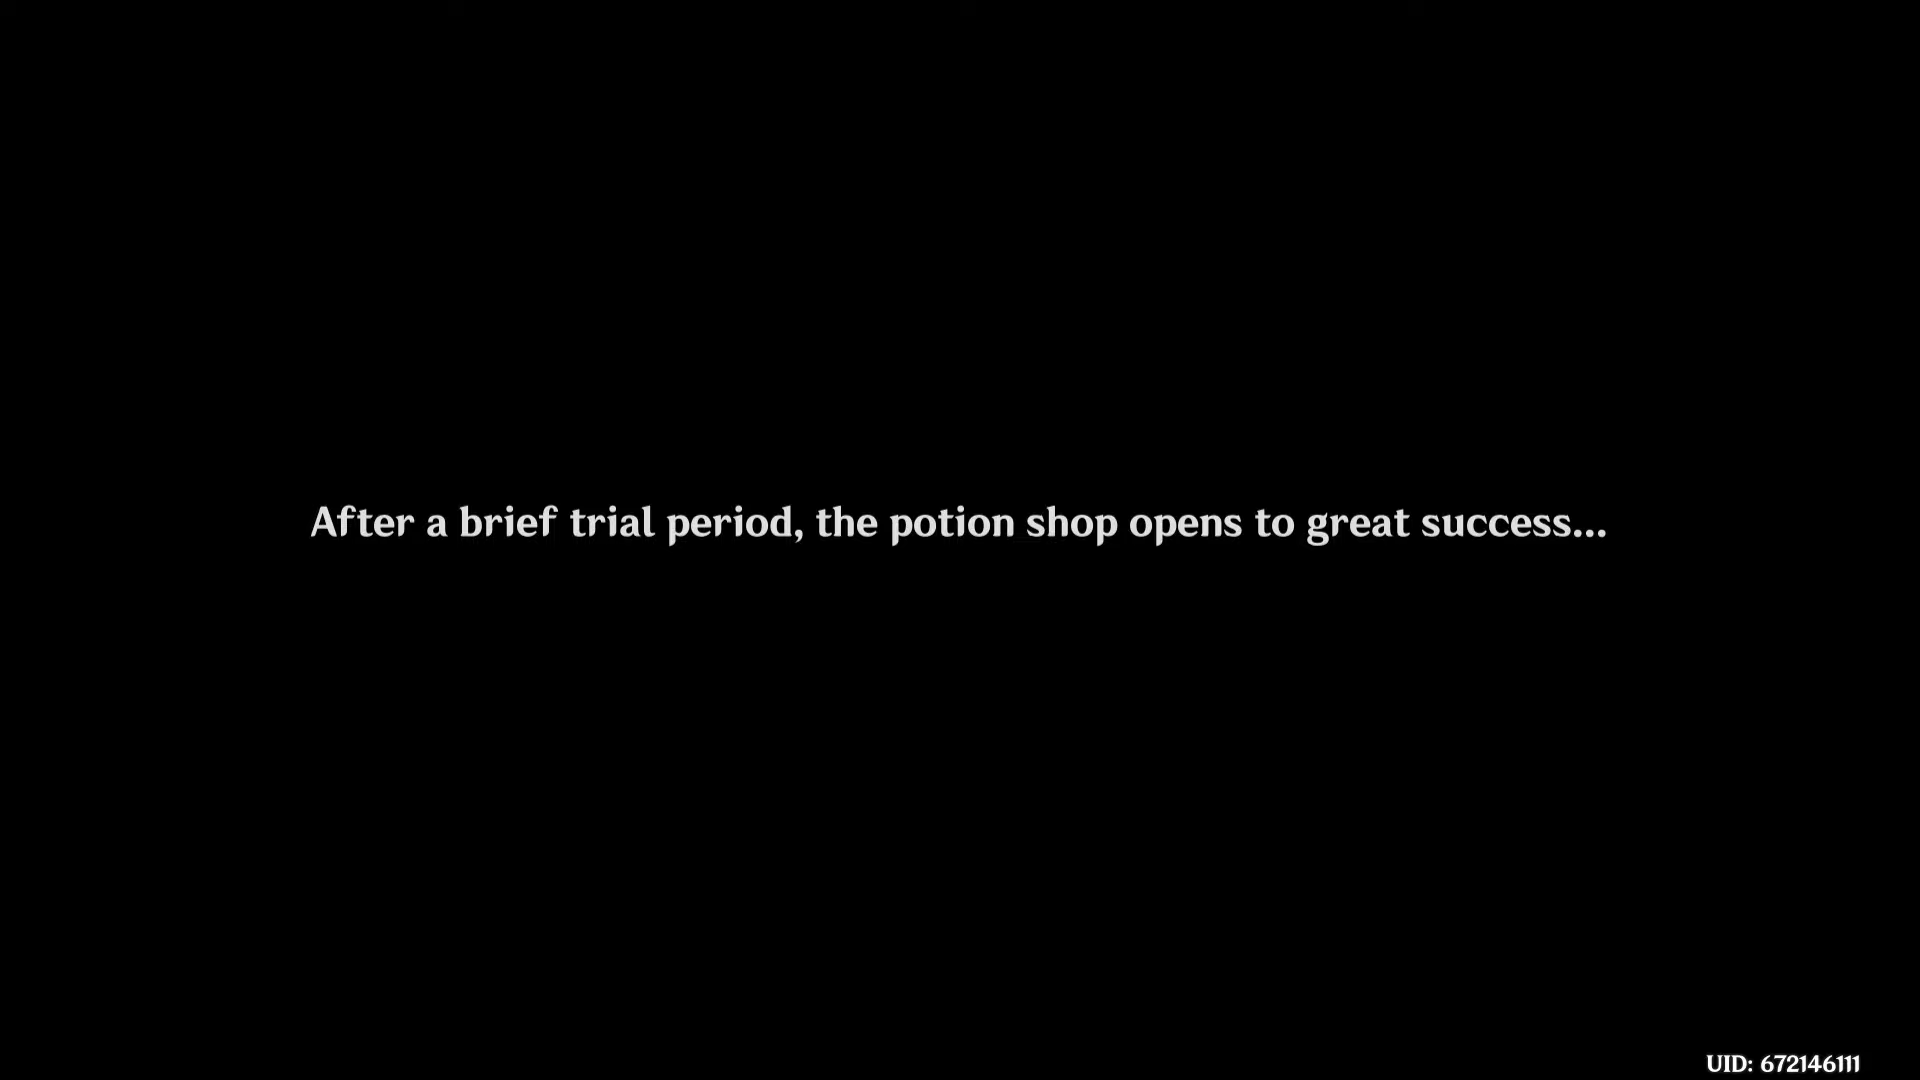 After a brief trial period, the potion shop opens to great success...
UID: 672146111